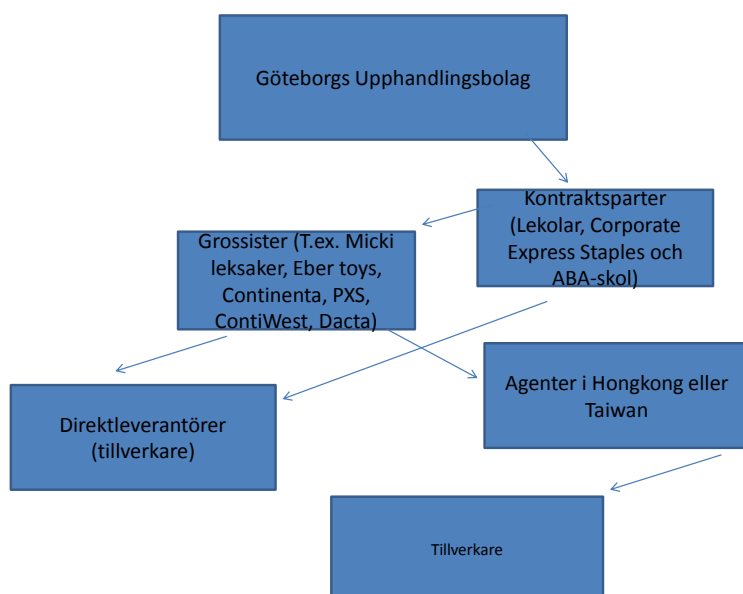 Göteborgs Upphandlingsbolag
Kontraktsparter
(Lekolar, Corporate
Express Staples och
ABA-skol)
Grossister (T.ex. Micki
leksaker, Eber toys,
Continenta, PXS,
ContiWest, Dacta)
Agenter i Hongkong eller
Taiwan
Direktleverantörer
(tillverkare)
Tillverkare